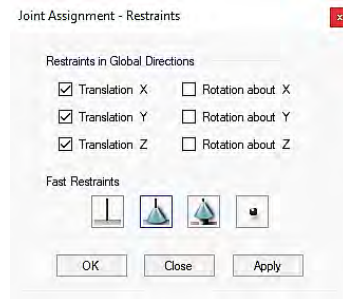 Joint Assignment - Restraints
x
Restraints in Global Directions
Translation X Rotation about X
Translation Y Rotation about Y
Translation Z Rotation about Z
Fast Restraints
OK Close Apply